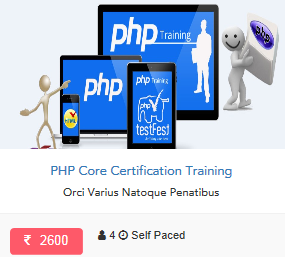 php Training
php
php
php Training
testFest
PHP Core Certification Training
Orci Varius Natoque Penatibus
₹ 2600
4 Self Paced